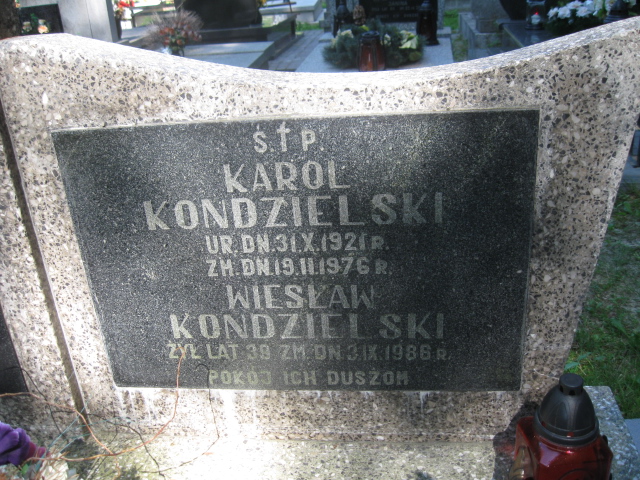 Ś † P.
KAROL
KONDZIELSKI
UR. DN. 31.X.1921 R.
ZM. DN. 19.II.1976 R.
WIESŁAW
KONDZIELSKI
ŻYŁ LAT 39 ZM. DN. 3.IX.1986 R.
POKÓJ ICH DUSZOM